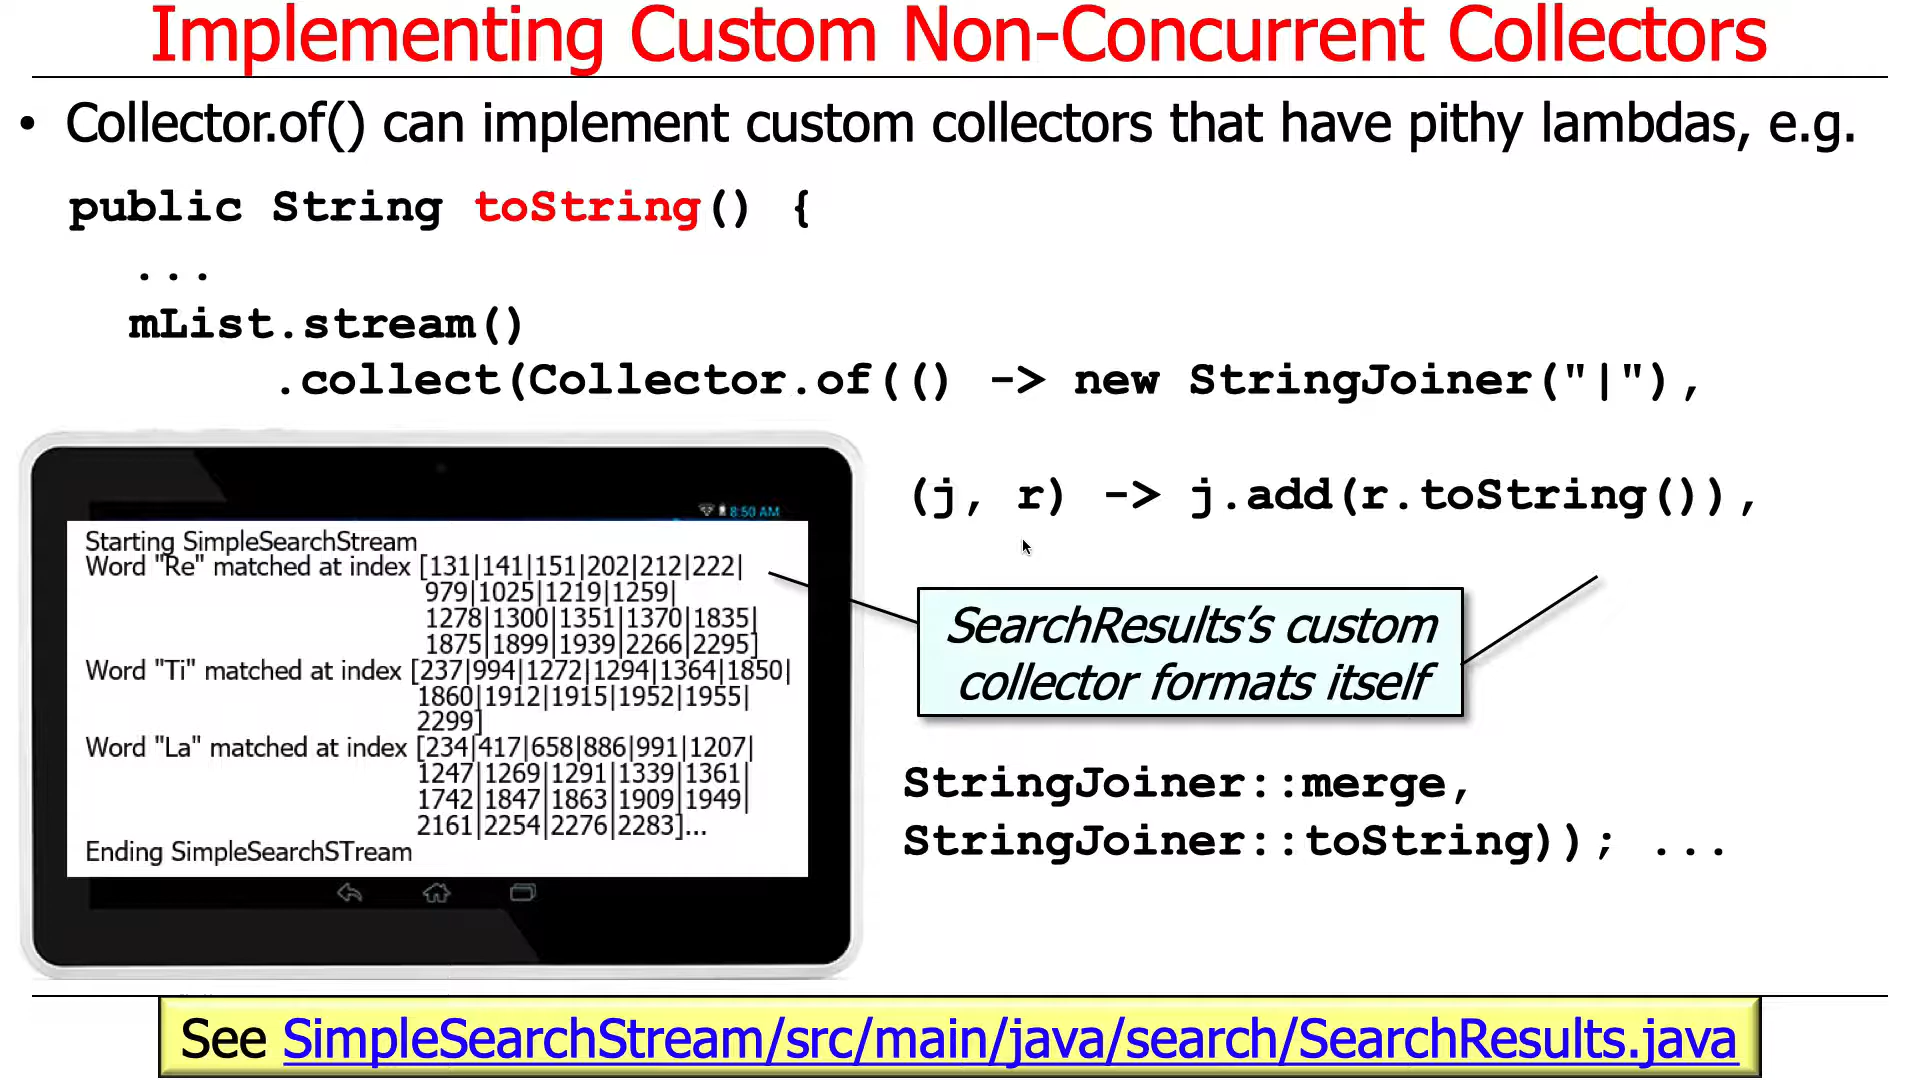 Implementing Custom Non-Concurrent Collectors
• Collector.of() can implement custom collectors that have pithy lambdas, e.g.
public String toString() {
...
mList.stream()
.collect(Collector.of(() -> new StringJoiner("|"),
(j, r) -> j.add(r.toString()),
8:50 AM
Starting SimpleSearchStream
Word "Re" matched at index [131|141|151|202|212|222|
979|1025|1219|1259|
1278|1300|1351|1370|1835|
1875|1899|1939|2266|2295]
Word "Ti" matched at index [237|994|1272|1294|1364|1850|
1860|1912|1915|1952|1955|
2299]
Word "La" matched at index [234|417|658|886|991|1207|
1247|1269|1291|1339|1361|
1742|1847|1863|1909|1949|
2161|2254|2276|2283]...
Ending SimpleSearchSTream
SearchResults's custom
collector formats itself
StringJoiner::merge,
StringJoiner::toString)); ...
See SimpleSearchStream/src/main/java/search/SearchResults.java